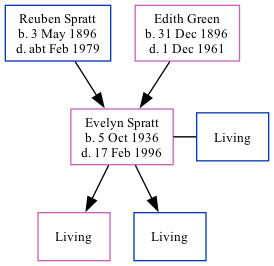 Reuben Spratt
b. 3 May 1896
d. abt Feb 1979
Edith Green
b. 31 Dec 1896
d. 1 Dec 1961
Evelyn Spratt
b. 5 Oct 1936
d. 17 Feb 1996
Living
Living
Living